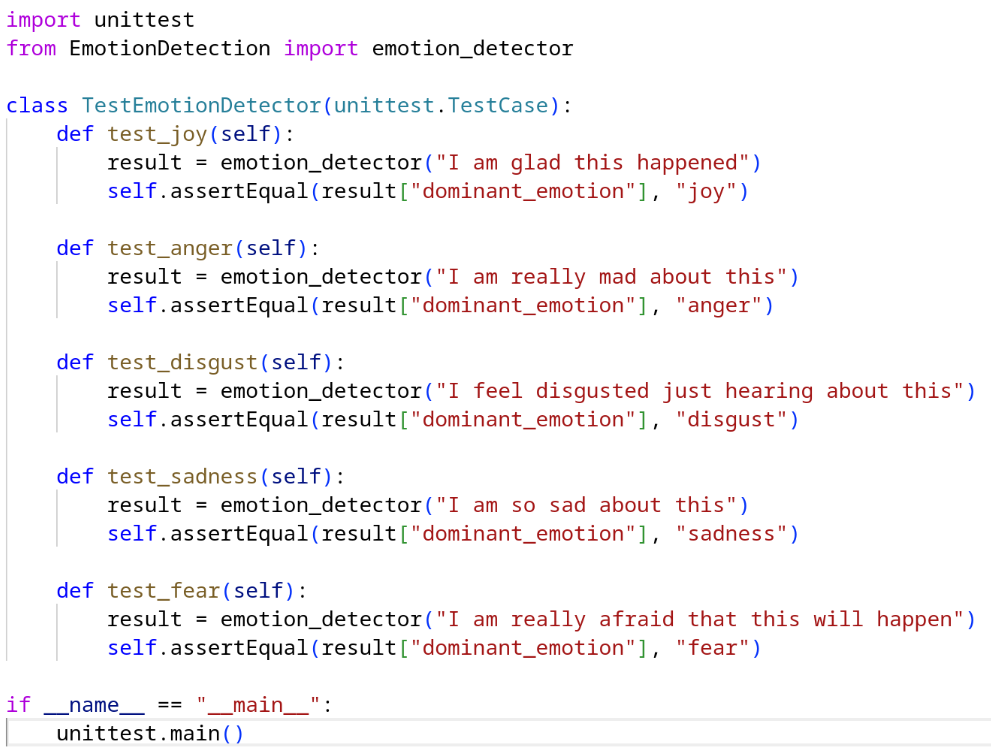 import unittest
from EmotionDetection import emotion_detector

class TestEmotionDetector(unittest.TestCase):
    def test_joy(self):
        result = emotion_detector("I am glad this happened")
        self.assertEqual(result["dominant_emotion"], "joy")

    def test_anger(self):
        result = emotion_detector("I am really mad about this")
        self.assertEqual(result["dominant_emotion"], "anger")

    def test_disgust(self):
        result = emotion_detector("I feel disgusted just hearing about this")
        self.assertEqual(result["dominant_emotion"], "disgust")

    def test_sadness(self):
        result = emotion_detector("I am so sad about this")
        self.assertEqual(result["dominant_emotion"], "sadness")

    def test_fear(self):
        result = emotion_detector("I am really afraid that this will happen")
        self.assertEqual(result["dominant_emotion"], "fear")

if __name__ == "__main__":
    unittest.main()